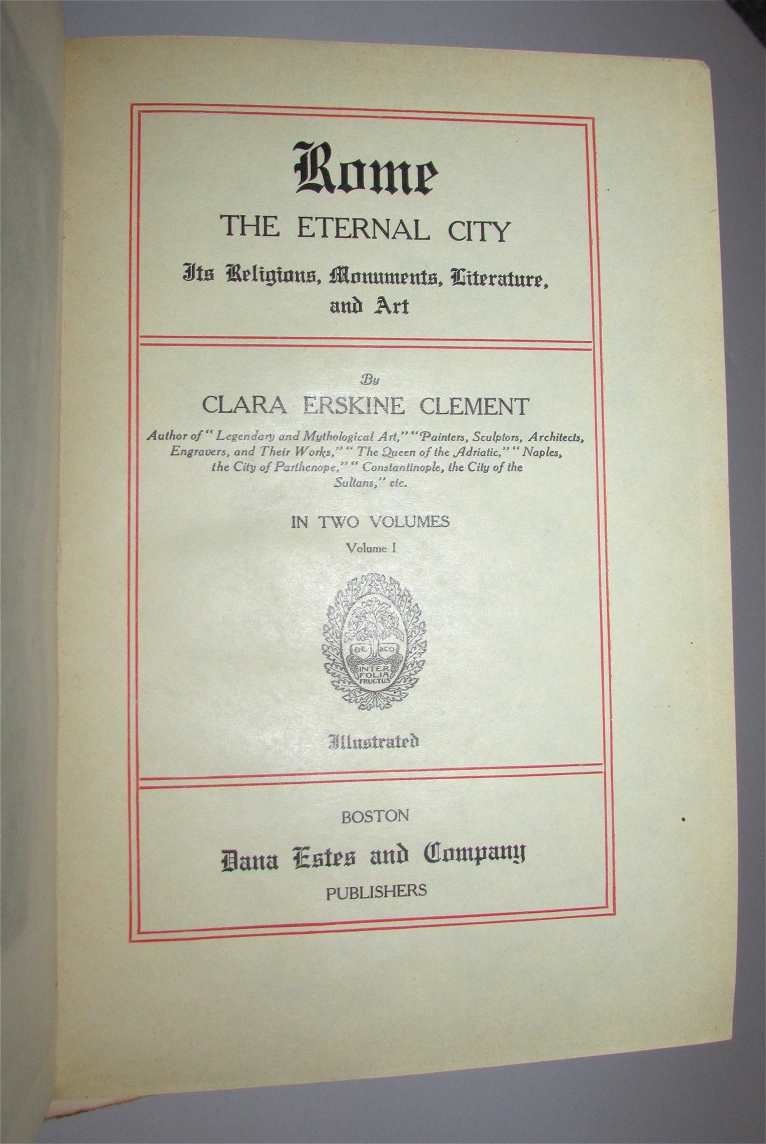 Rome
THE ETERNAL CITY
Its Religions, Monuments, Literature,
and Art
By
CLARA ERSKINE CLEMENT
Author of "Legendary and Mythological Art," "Painters, Sculptors, Architects,
Engravers, and Their Works," "The Queen of the Adriatic," "Naples,
the City of Parthenope," "Constantinople, the City of the
Sultans," etc.
IN TWO VOLUMES
Volume I
DE CO
INTER
FOLIA
FRUCTUS
Illustrated
BOSTON
Dana Estes and Company
PUBLISHERS